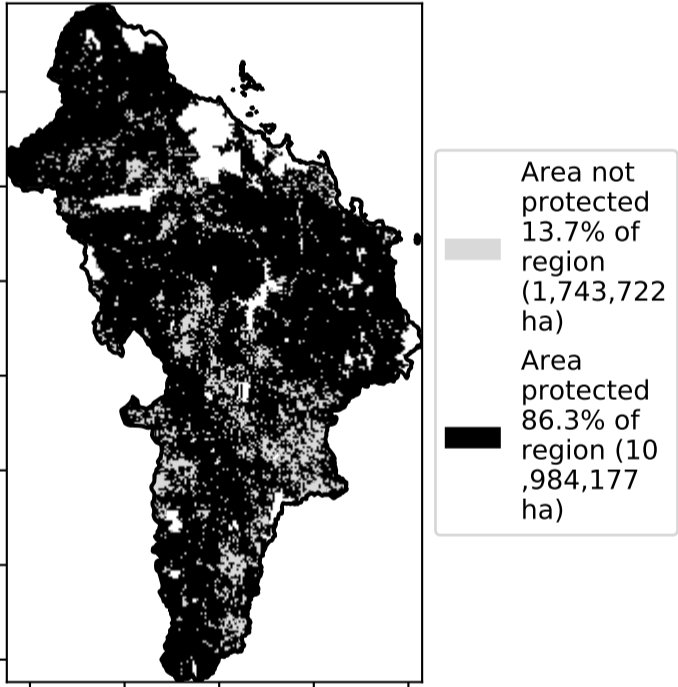 Area not
protected
13.7% of
region
(1,743,722
ha)
Area
protected
86.3% of
region (10
,984,177
ha)